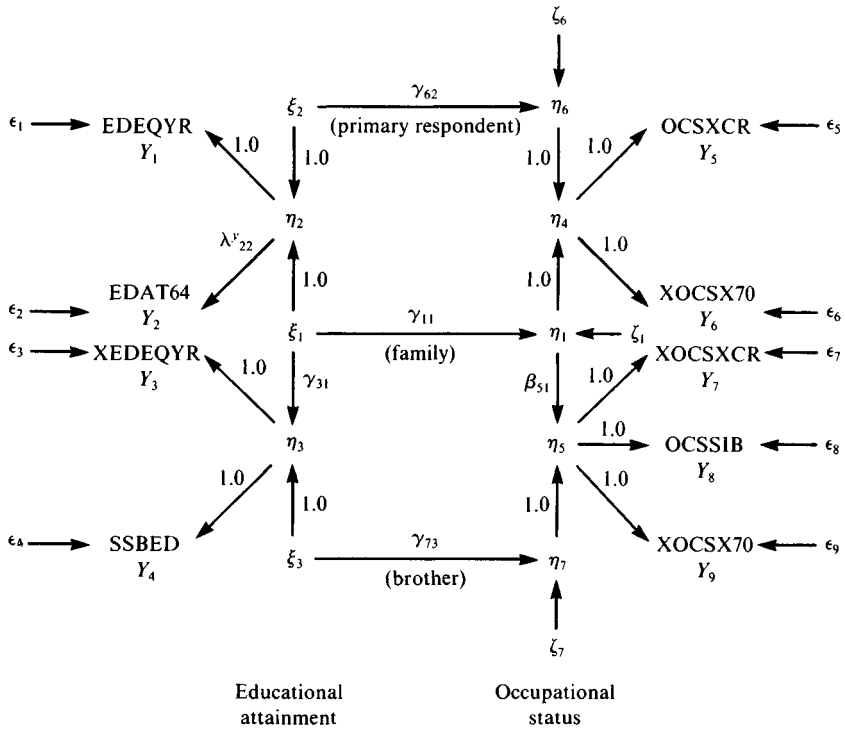 ζ₆
γ₆₂
ε₁ EDEQYR ξ₂ η₆ OCSXCR ε₅
(primary respondent)
Y₁ 1.0 1.0 1.0 1.0 Y₅
η₂ η₄
λʸ₂₂ 1.0
EDAT64 1.0 1.0 XOCSX70
ε₂ Y₂ Y₆ ε₆
γ₁₁
ε₃ XEDEQYR ξ₁ η₁ ζ₁ XOCSXCR ε₇
(family)
Y₃ 1.0 γ₃₁ β₅₁ 1.0 Y₇
η₃ η₅ 1.0 OCSSIB ε₈
Y₈
1.0 1.0 1.0 1.0
γ₇₃
ε₄ SSBED ξ₃ η₇ XOCSX70 ε₉
(brother)
Y₄ Y₉
ζ₇
Educational Occupational
attainment status